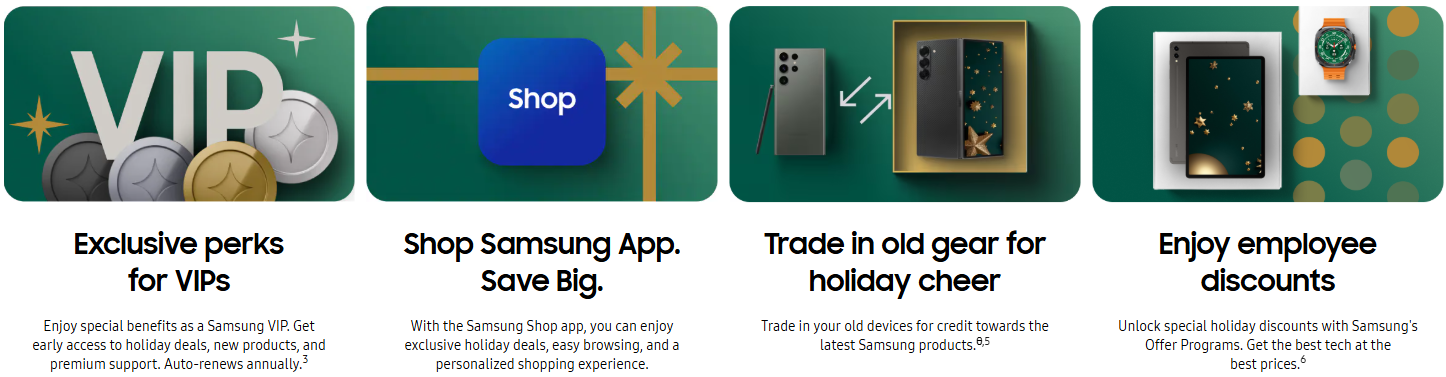 VIP
Exclusive perks
for VIPs
Enjoy special benefits as a Samsung VIP. Get
early access to holiday deals, new products, and
premium support. Auto-renews annually.3
Shop
Shop Samsung App.
Save Big.
With the Samsung Shop app, you can enjoy
exclusive holiday deals, easy browsing, and a
personalized shopping experience.
Trade in old gear for
holiday cheer
Trade in your old devices for credit towards the
latest Samsung products.θ,5
Enjoy employee
discounts
Unlock special holiday discounts with Samsung's
Offer Programs. Get the best tech at the
best prices.6